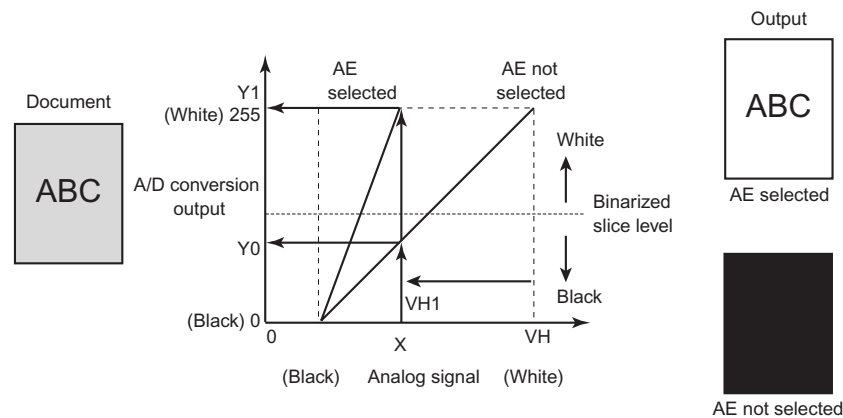 Document
ABC
Y1
(White) 255
A/D conversion
output
Y0
(Black) 0
0
AE
selected
AE not
selected
White
Binarized
slice level
Black
VH1
X
VH
(Black)
Analog signal
(White)
Output
ABC
AE selected
AE not selected